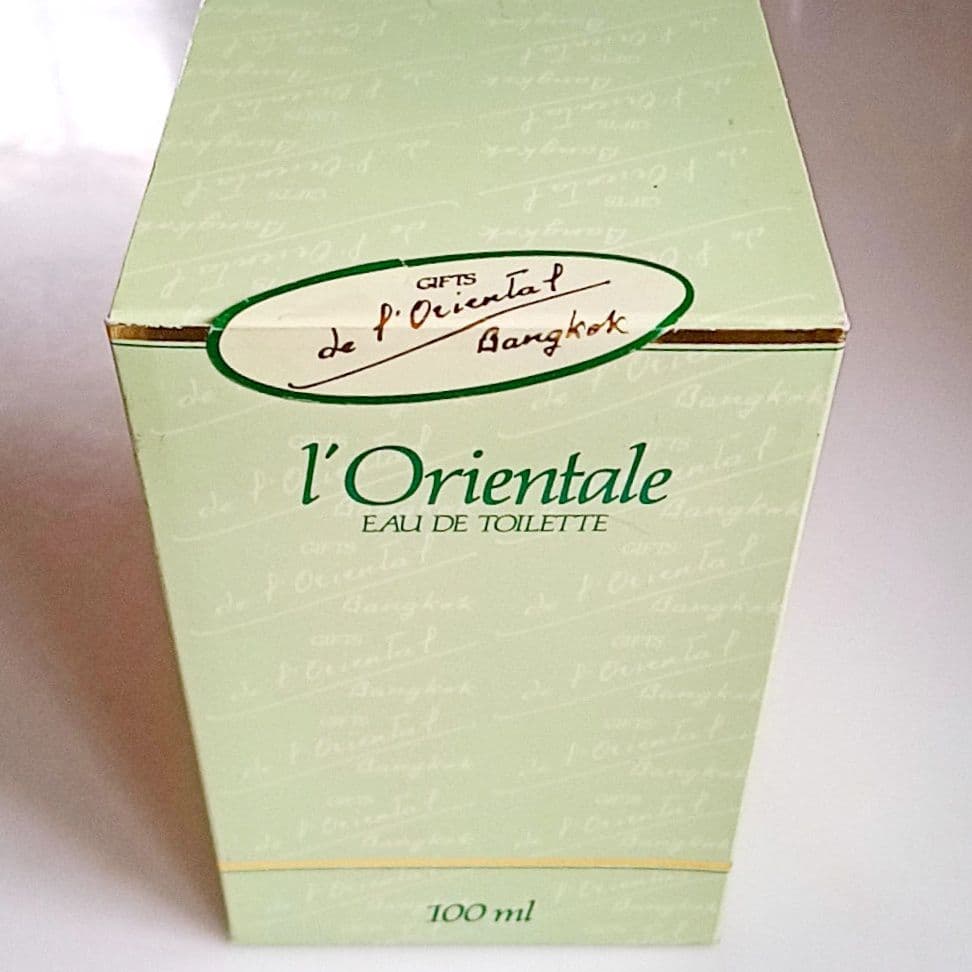 GIFTS
de l'Oriental
Bangkok
l'Orientale
EAU DE TOILETTE
100 ml